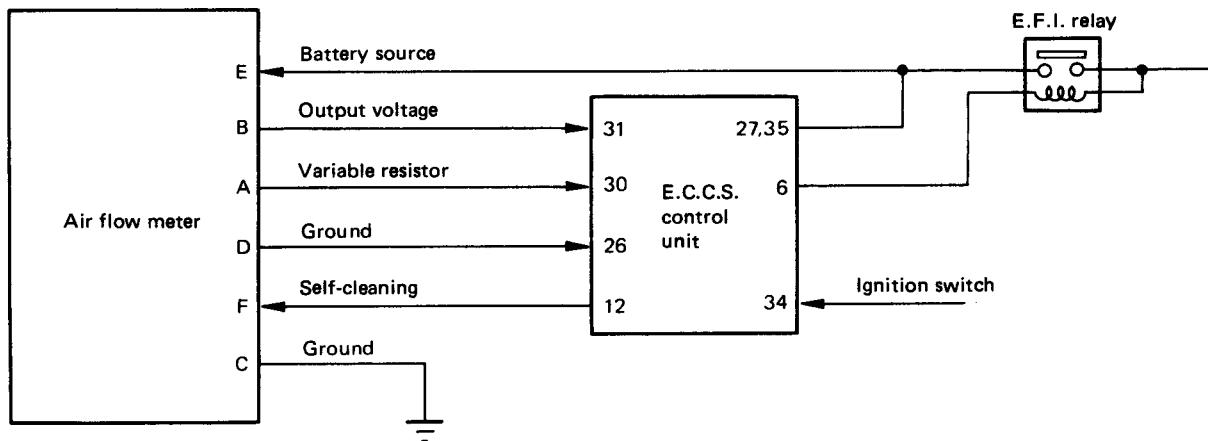 E.F.I. relay
Battery source
E
Output voltage
B
31
27,35
Variable resistor
A
30
6
E.C.C.S.
control
unit
Air flow meter
Ground
D
26
Self-cleaning
F
12
34
Ignition switch
Ground
C